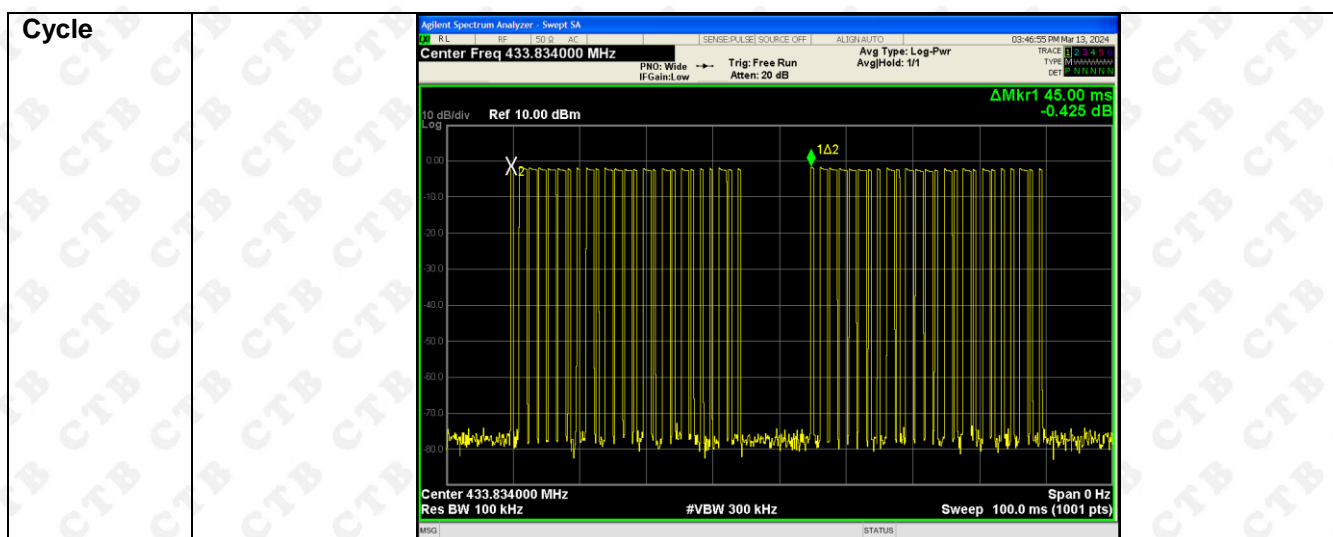 Cycle
Agilent Spectrum Analyzer - Swept SA
LXI RL RF 50 Ω AC SENSE:PULSE SOURCE OFF ALIGN AUTO 03:46:55 PM Mar 13, 2024
Center Freq 433.834000 MHz
PNO: Wide
IFGain:Low
Trig: Free Run
Atten: 20 dB
Avg Type: Log-Pwr
Avg|Hold: 1/1
TRACE 1 2 3 4 5 6
TYPE M
DET P N N N N N
ΔMkr1 45.00 ms
-0.425 dB
10 dB/div Ref 10.00 dBm
Log
1Δ2
0.00
2
-10.0
-20.0
-30.0
-40.0
-50.0
-60.0
-70.0
-80.0
Center 433.834000 MHz Span 0 Hz
Res BW 100 kHz #VBW 300 kHz Sweep 100.0 ms (1001 pts)
MSG STATUS
CTB